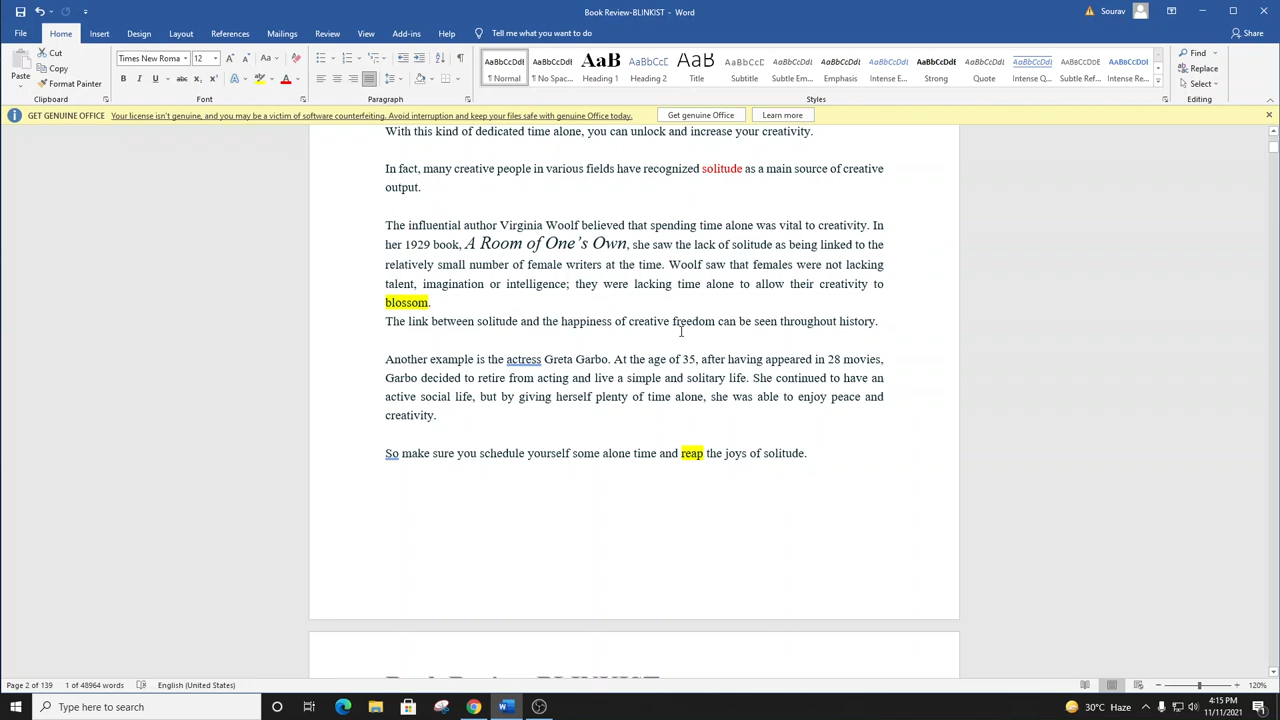 Book Review-BLINKIST - Word
Sourav
File Home Insert Design Layout References Mailings Review View Add-ins Help Tell me what you want to do Share
Paste Cut Copy Format Painter Clipboard
Times New Roma 12 Font
Paragraph
AaBbCcDd ¶ Normal
AaBbCcDd ¶ No Spac...
AaB Heading 1
AaBbCcD Heading 2
AaB Title
AaBbCcD Subtitle
AaBbCcDd Subtle Em...
AaBbCcDd Emphasis
AaBbCcDd Intense E...
AaBbCcDd Strong
AaBbCcDd Quote
AaBbCcDd Intense Q...
AaBbCcDd Subtle Ref...
AaBbCcDd Intense Re...
Styles
Find Replace Select Editing
GET GENUINE OFFICE Your license isn't genuine, and you may be a victim of software counterfeiting. Avoid interruption and keep your files safe with genuine Office today. Get genuine Office Learn more
With this kind of dedicated time alone, you can unlock and increase your creativity.
In fact, many creative people in various fields have recognized solitude as a main source of creative
output.
The influential author Virginia Woolf believed that spending time alone was vital to creativity. In
her 1929 book, A Room of One's Own, she saw the lack of solitude as being linked to the
relatively small number of female writers at the time. Woolf saw that females were not lacking
talent, imagination or intelligence; they were lacking time alone to allow their creativity to
blossom.
The link between solitude and the happiness of creative freedom can be seen throughout history.
Another example is the actress Greta Garbo. At the age of 35, after having appeared in 28 movies,
Garbo decided to retire from acting and live a simple and solitary life. She continued to have an
active social life, but by giving herself plenty of time alone, she was able to enjoy peace and
creativity.
So make sure you schedule yourself some alone time and reap the joys of solitude.
Page 2 of 139 1 of 48964 words English (United States) 120%
Type here to search 30°C Haze 4:15 PM
11/11/2021